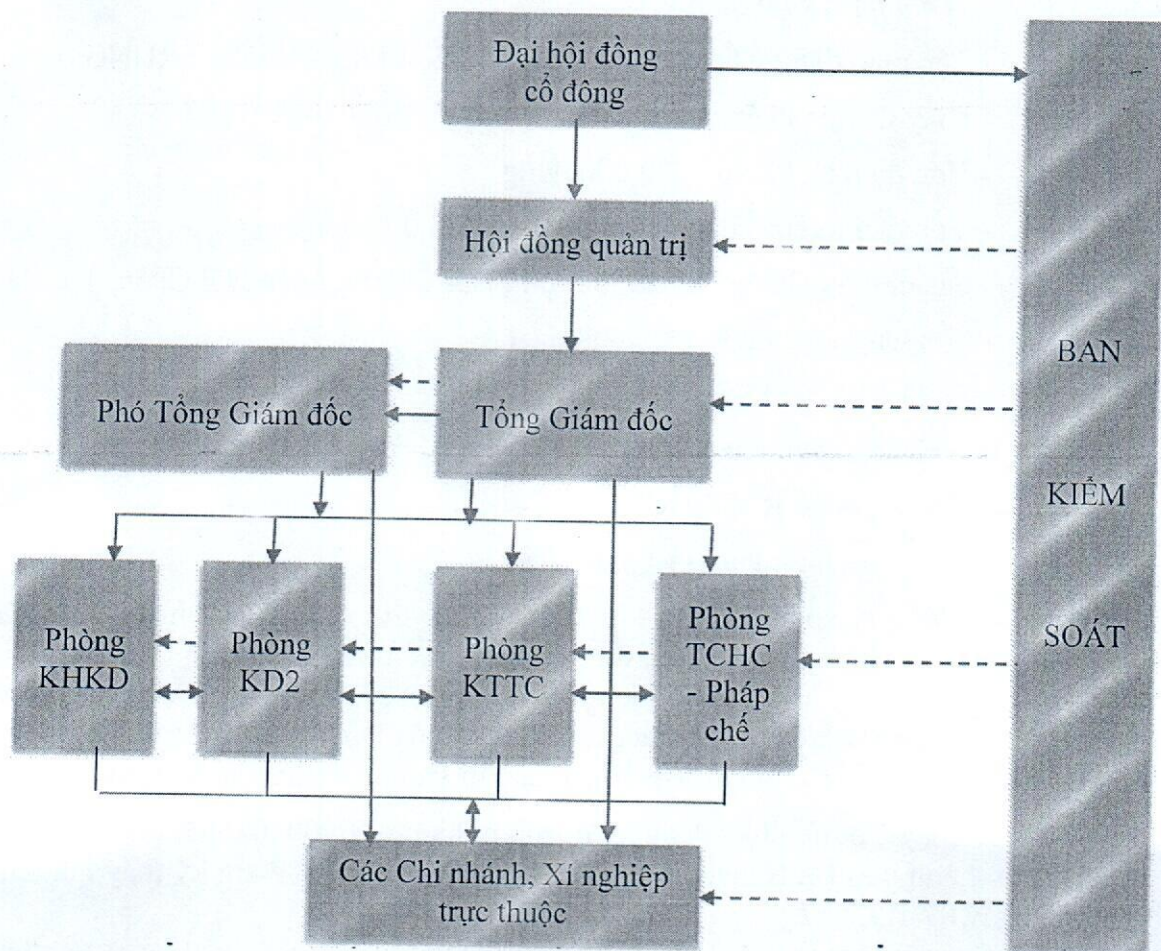 Đại hội đồng
cổ đông
Hội đồng quản trị
Phó Tổng Giám đốc
Tổng Giám đốc
BAN
KIỂM
SOÁT
Phòng
KHKD
Phòng
KD2
Phòng
KTTC
Phòng
TCHC
- Pháp
chế
Các Chi nhánh, Xí nghiệp
trực thuộc